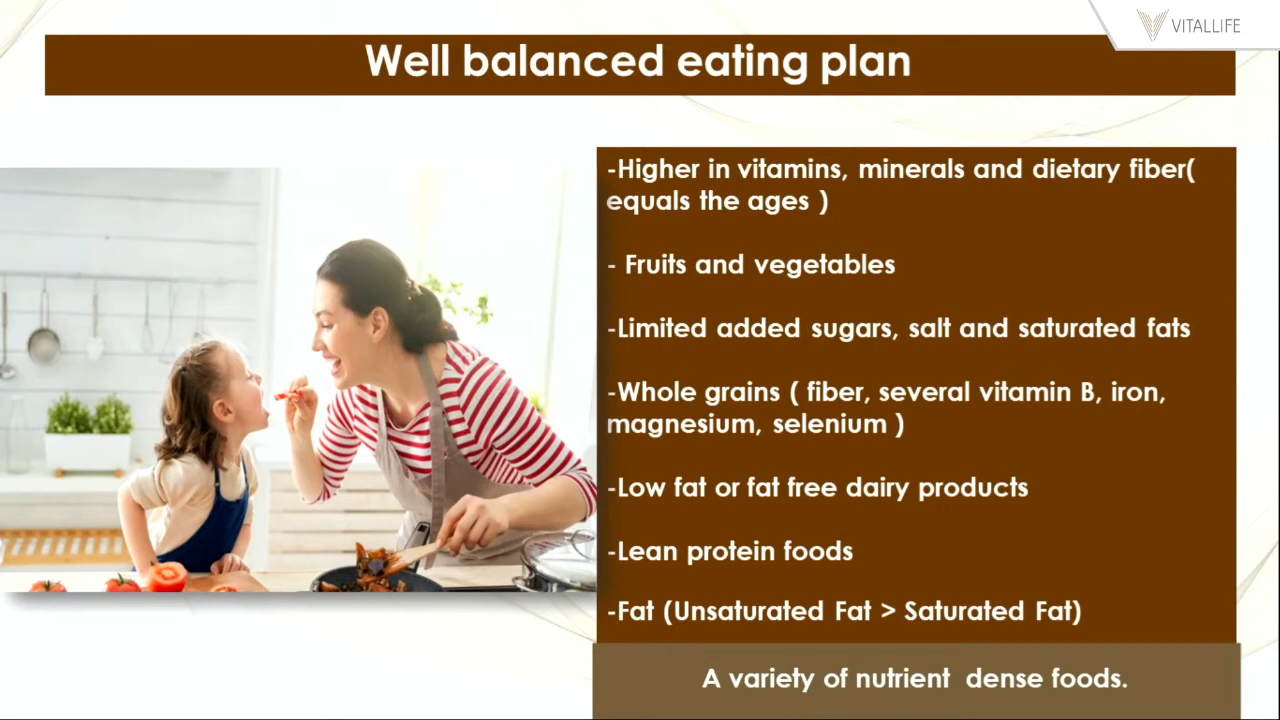 VITALLIFE
Well balanced eating plan
-Higher in vitamins, minerals and dietary fiber(
equals the ages )
- Fruits and vegetables
-Limited added sugars, salt and saturated fats
-Whole grains ( fiber, several vitamin B, iron,
magnesium, selenium )
-Low fat or fat free dairy products
-Lean protein foods
-Fat (Unsaturated Fat > Saturated Fat)
A variety of nutrient dense foods.